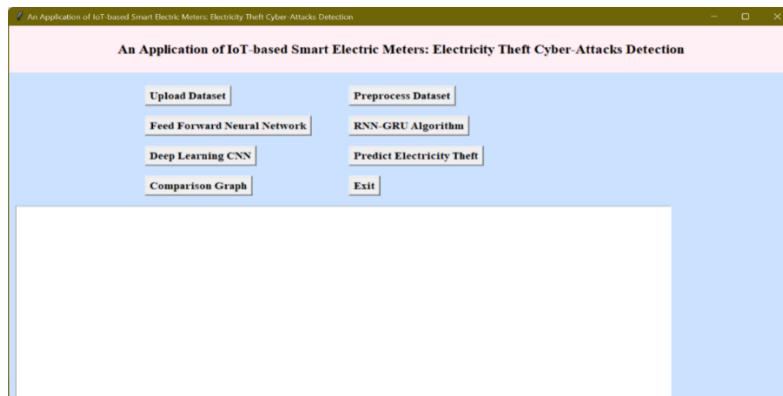 An Application of IoT-based Smart Electric Meters: Electricity Theft Cyber-Attacks Detection
An Application of IoT-based Smart Electric Meters: Electricity Theft Cyber-Attacks Detection
Upload Dataset
Preprocess Dataset
Feed Forward Neural Network
RNN-GRU Algorithm
Deep Learning CNN
Predict Electricity Theft
Comparison Graph
Exit